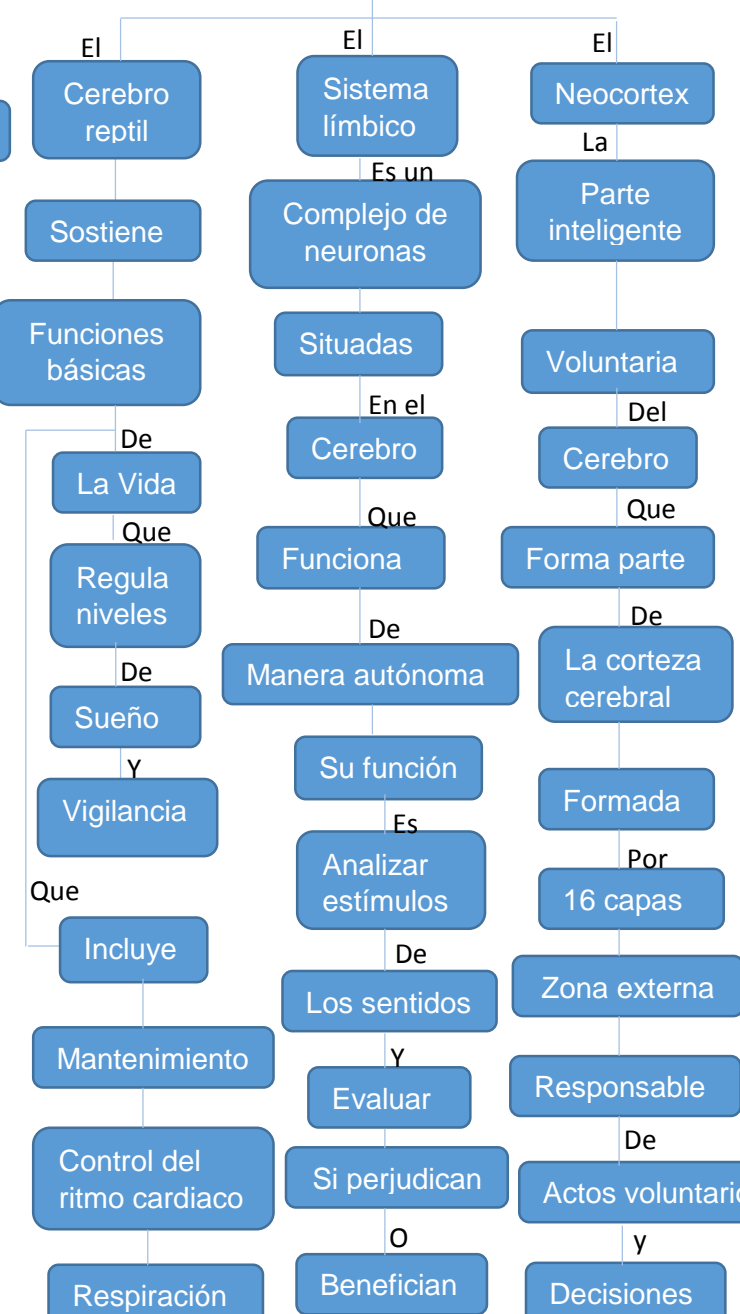 El
Cerebro
reptil
Sostiene
Funciones
básicas
De
La Vida
Que
Regula
niveles
De
Sueño
Y
Vigilancia
Que
Incluye
Mantenimiento
Control del
ritmo cardiaco
Respiración
El
Sistema
límbico
Es un
Complejo de
neuronas
Situadas
En el
Cerebro
Que
Funciona
De
Manera autónoma
Su función
Es
Analizar
estímulos
De
Los sentidos
Y
Evaluar
Si perjudican
O
Benefician
El
Neocortex
La
Parte
inteligente
Voluntaria
Del
Cerebro
Que
Forma parte
De
La corteza
cerebral
Formada
Por
16 capas
Zona externa
Responsable
De
Actos voluntario
y
Decisiones